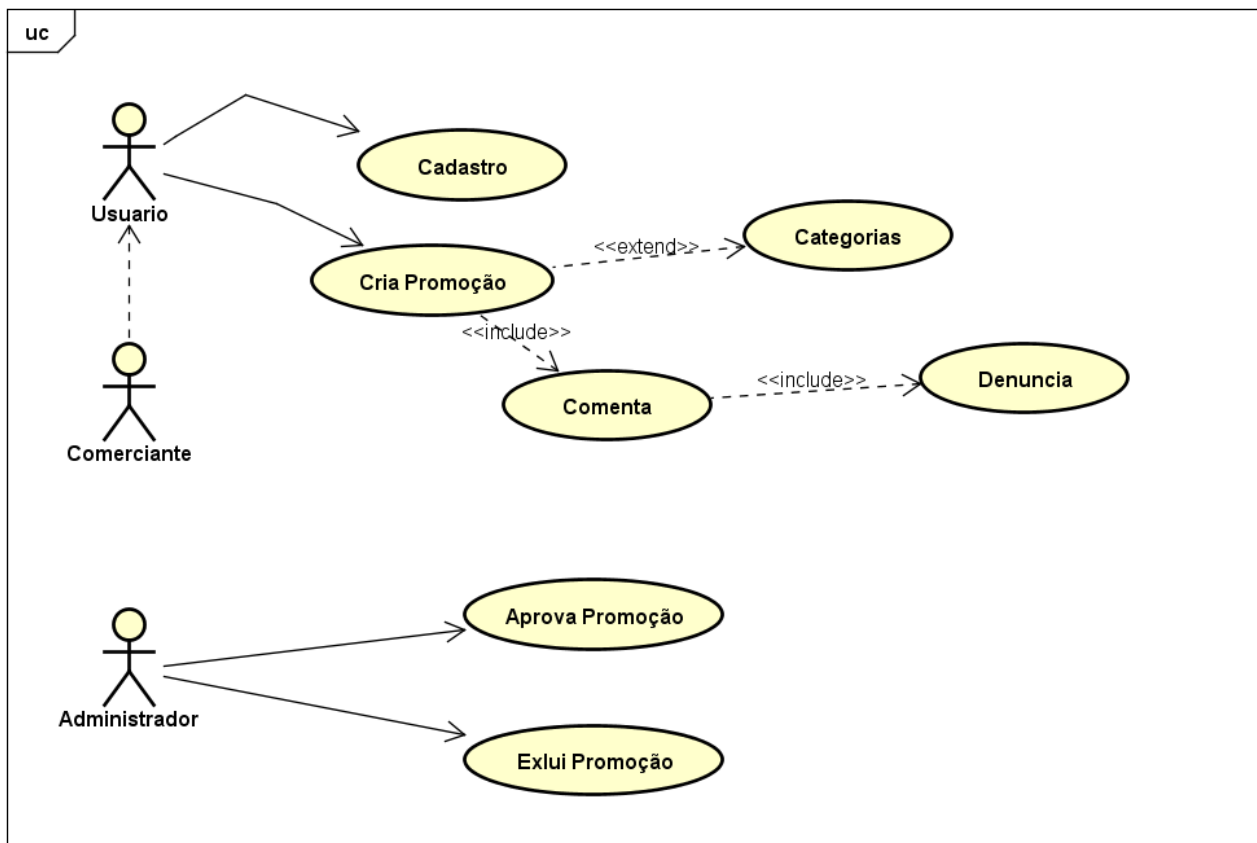 uc
Usuario
Cadastro
Cria Promoção
<<extend>>
Categorias
<<include>>
Comenta
<<include>>
Denuncia
Comerciante
Administrador
Aprova Promoção
Exlui Promoção